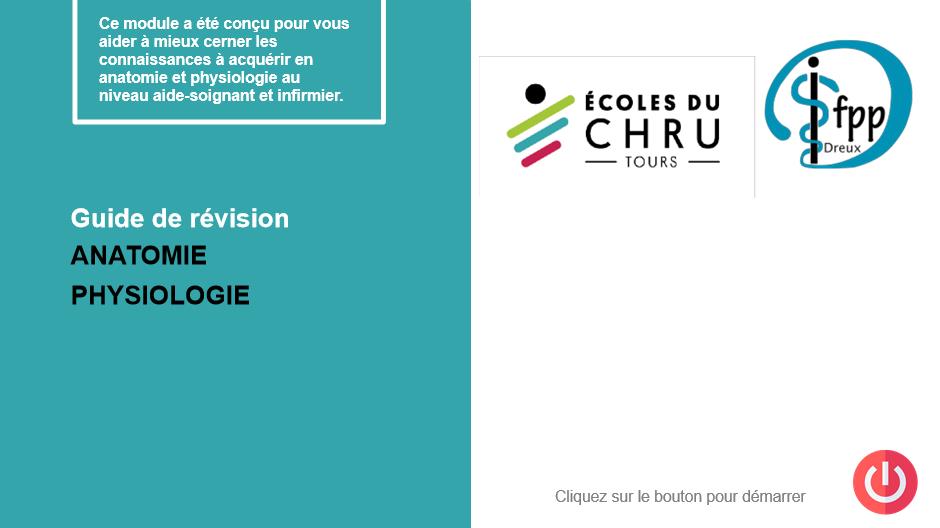 Ce module a été conçu pour vous
aider à mieux cerner les
connaissances à acquérir en
anatomie et physiologie au
niveau aide-soignant et infirmier.
Guide de révision
ANATOMIE
PHYSIOLOGIE
ÉCOLES DU
CHRU
TOURS
ifpp
Dreux
Cliquez sur le bouton pour démarrer